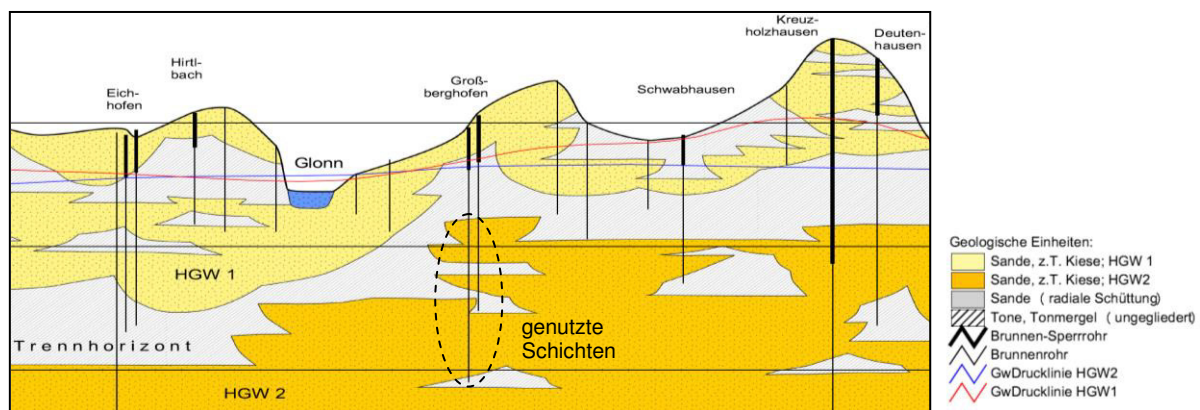 Kreuz-
holzhausen
Deuten-
hausen
Hirtl-
bach
Groß-
berghofen
Eich-
hofen
Schwabhausen
Glonn
HGW 1
genutzte
Schichten
Trennhorizont
HGW 2
Geologische Einheiten:
Sande, z.T. Kiese; HGW 1
Sande, z.T. Kiese; HGW2
Sande ( radiale Schüttung)
Tone, Tonmergel ( ungegliedert)
Brunnen-Sperrrohr
Brunnenrohr
GwDrucklinie HGW2
GwDrucklinie HGW1